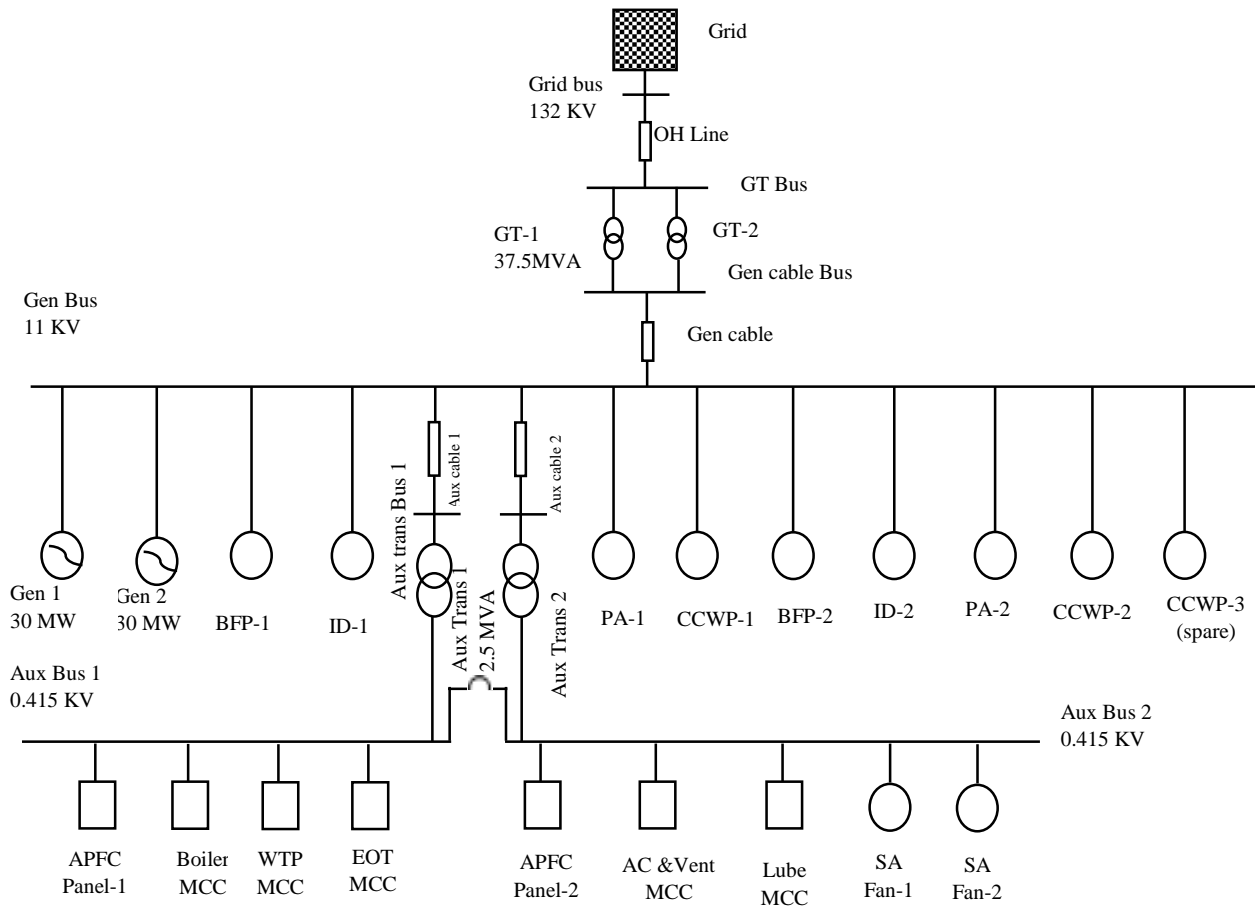 Grid
Grid bus
132 KV
OH Line
GT Bus
GT-1
37.5MVA
GT-2
Gen cable Bus
Gen Bus
11 KV
Gen cable
Aux cable 1
Aux cable 2
Aux trans Bus 1
Gen 1
30 MW
Gen 2
30 MW
BFP-1
ID-1
Aux Trans 1
2.5 MVA
Aux Trans 2
PA-1
CCWP-1
BFP-2
ID-2
PA-2
CCWP-2
CCWP-3
(spare)
Aux Bus 1
0.415 KV
Aux Bus 2
0.415 KV
APFC
Panel-1
Boiler
MCC
WTP
MCC
EOT
MCC
APFC
Panel-2
AC &Vent
MCC
Lube
MCC
SA
Fan-1
SA
Fan-2